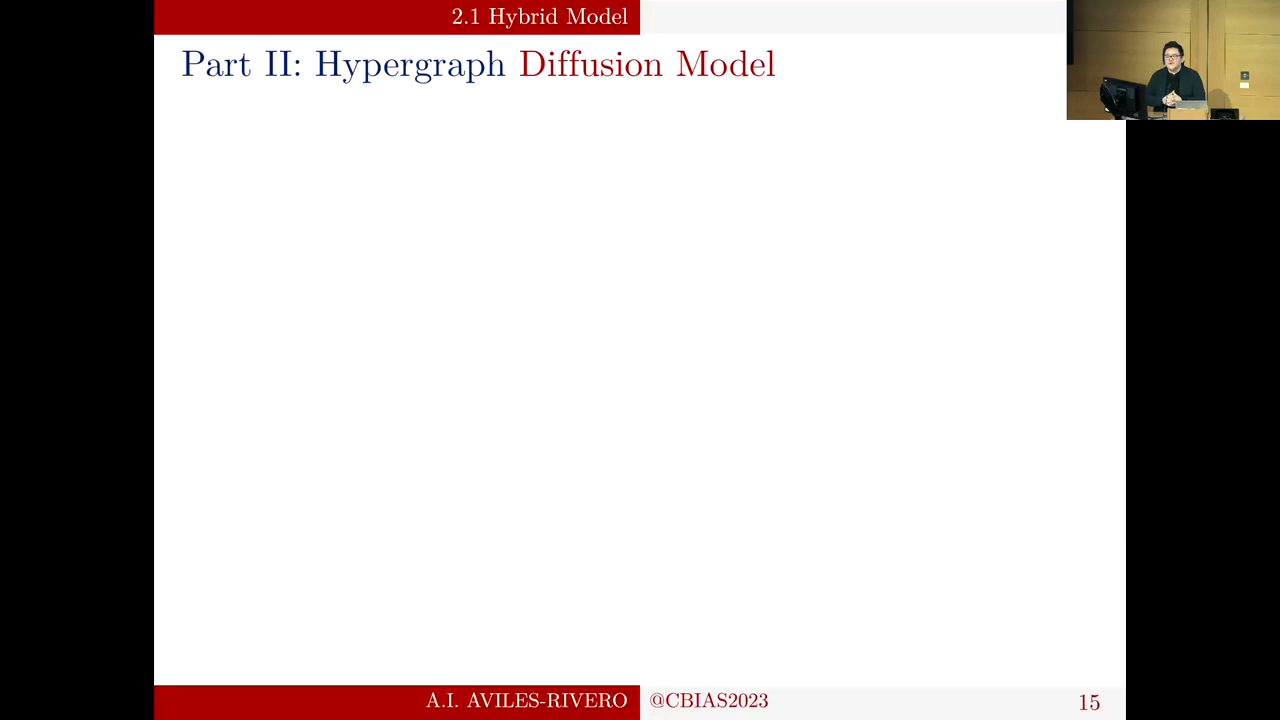 2.1 Hybrid Model
Part II: Hypergraph Diffusion Model
A.I. AVILES-RIVERO @CBIAS2023 15